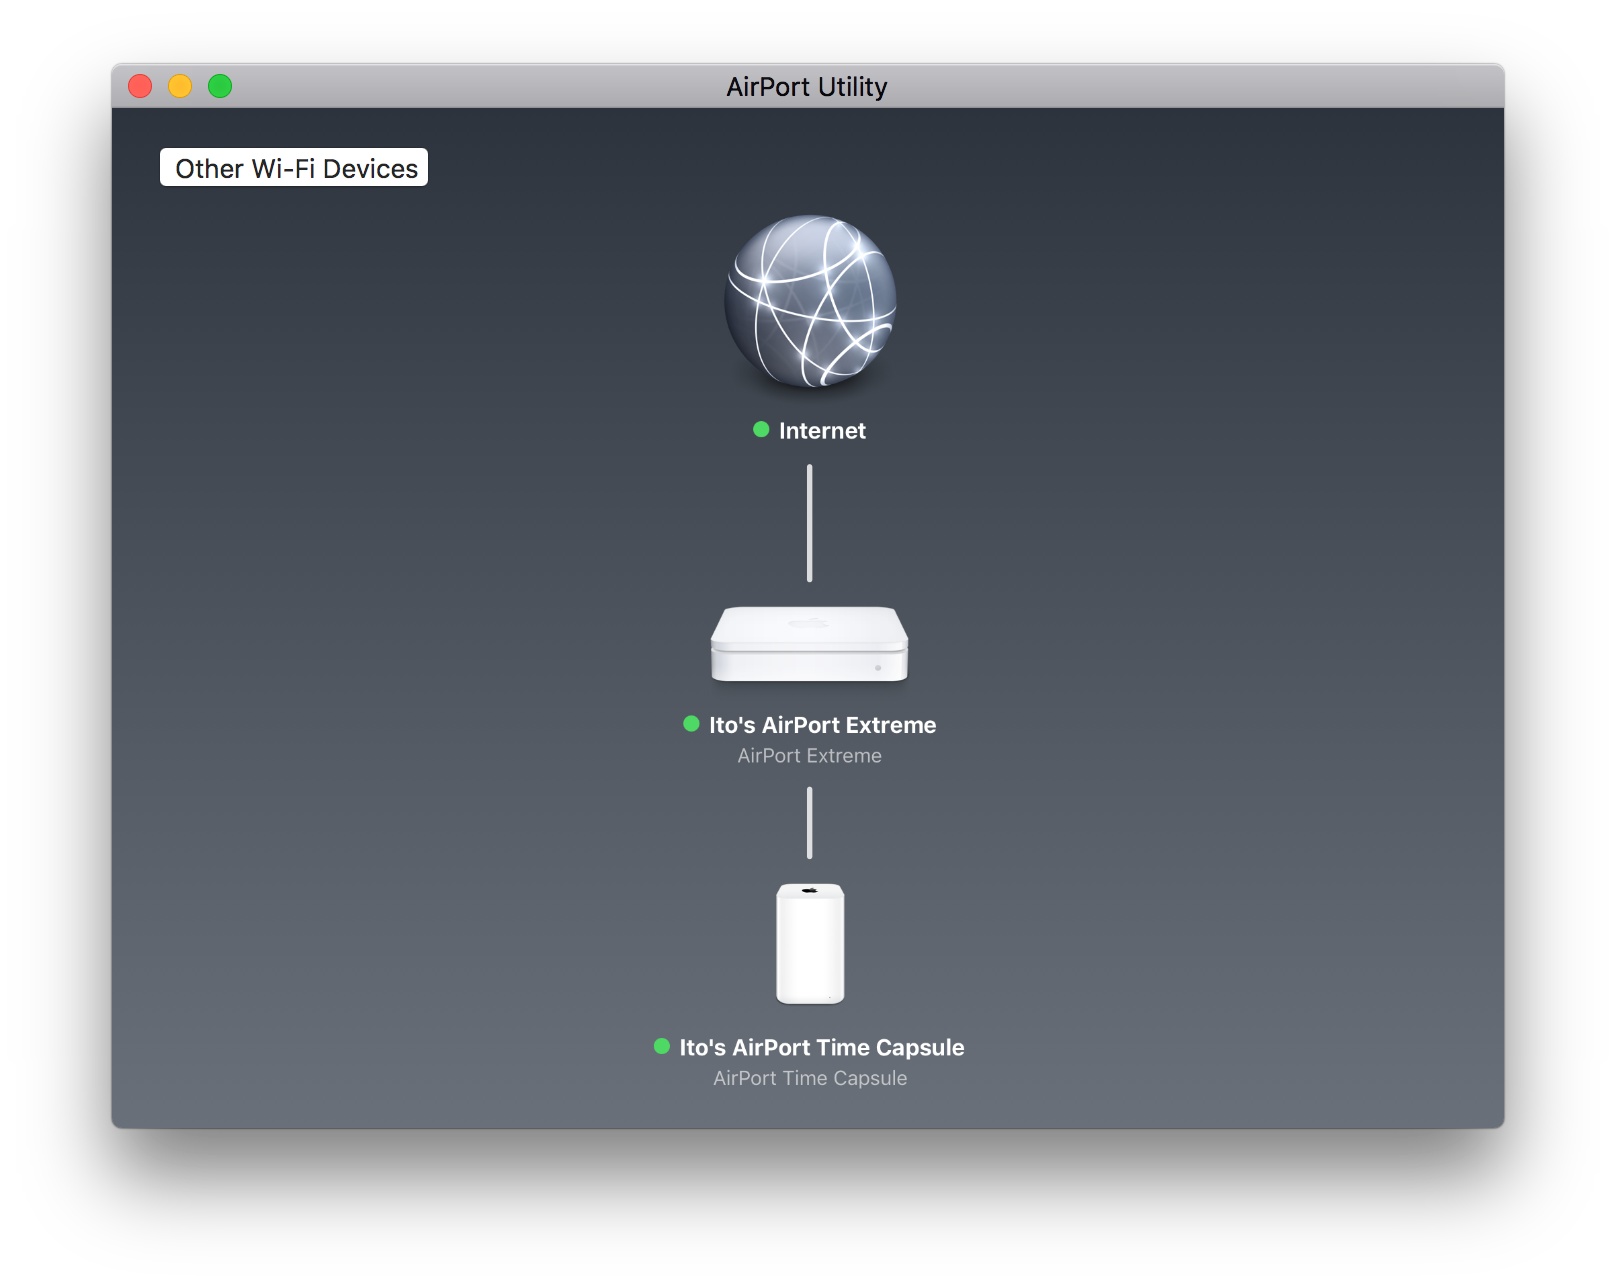 AirPort Utility
Other Wi-Fi Devices
Internet
Ito's AirPort Extreme
AirPort Extreme
Ito's AirPort Time Capsule
AirPort Time Capsule